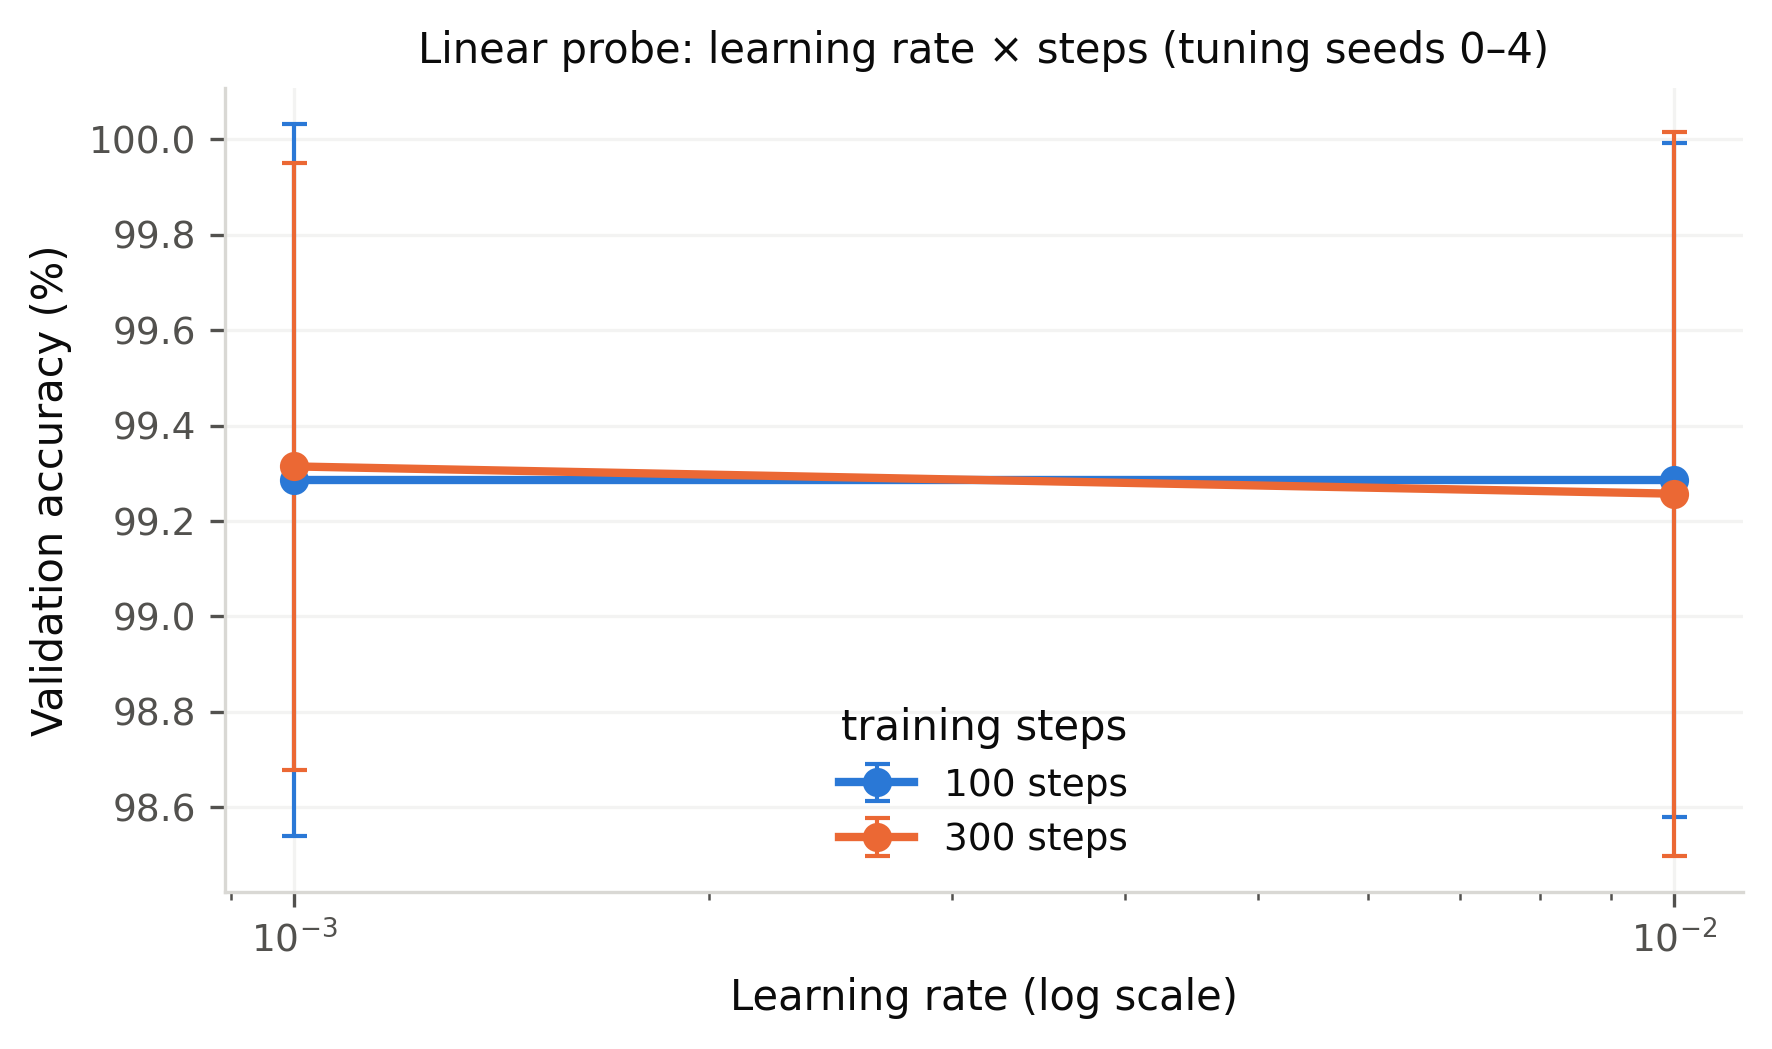 Linear probe: learning rate × steps (tuning seeds 0–4)
Validation accuracy (%)
100.0
99.8
99.6
99.4
99.2
99.0
98.8
98.6
training steps
100 steps
300 steps
10⁻³
10⁻²
Learning rate (log scale)